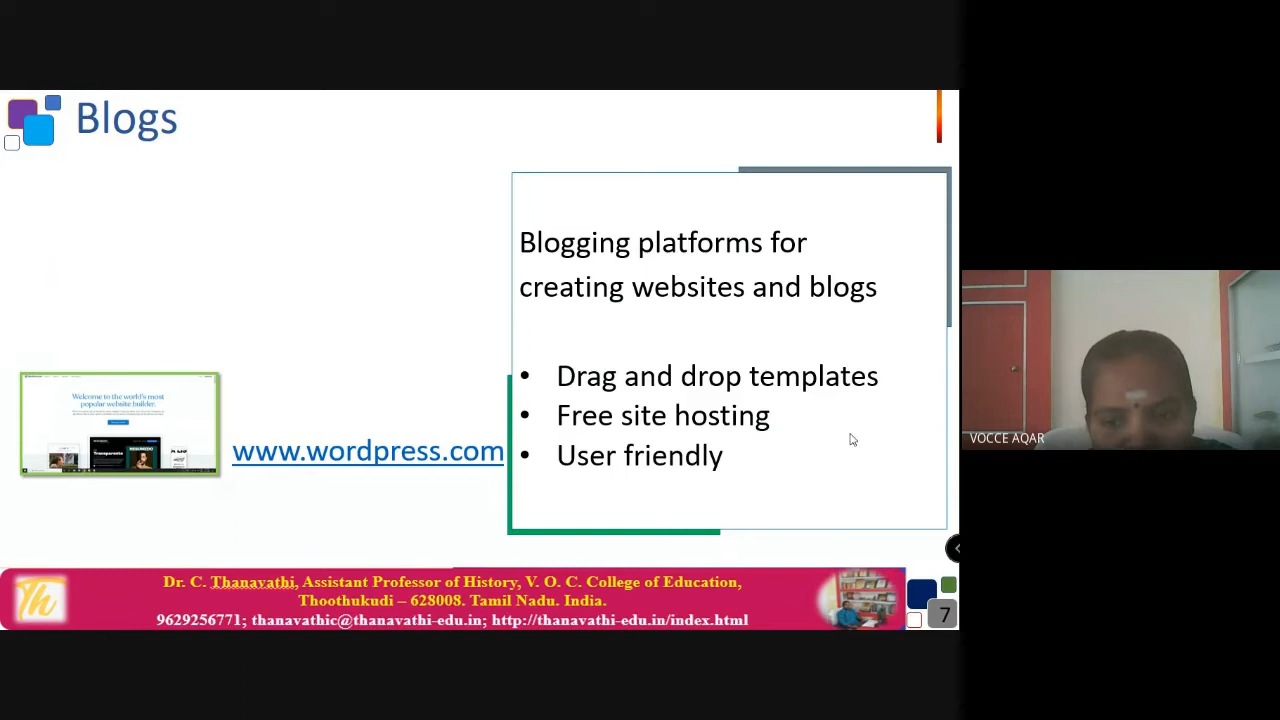 Blogs
Blogging platforms for
creating websites and blogs
• Drag and drop templates
• Free site hosting
• User friendly
Welcome to the world's most
popular website builder.
www.wordpress.com
VOCCE AQAR
Th
Dr. C. Thanavathi, Assistant Professor of History, V. O. C. College of Education,
Thoothukudi – 628008. Tamil Nadu. India.
9629256771; thanavathic@thanavathi-edu.in; http://thanavathi-edu.in/index.html
7